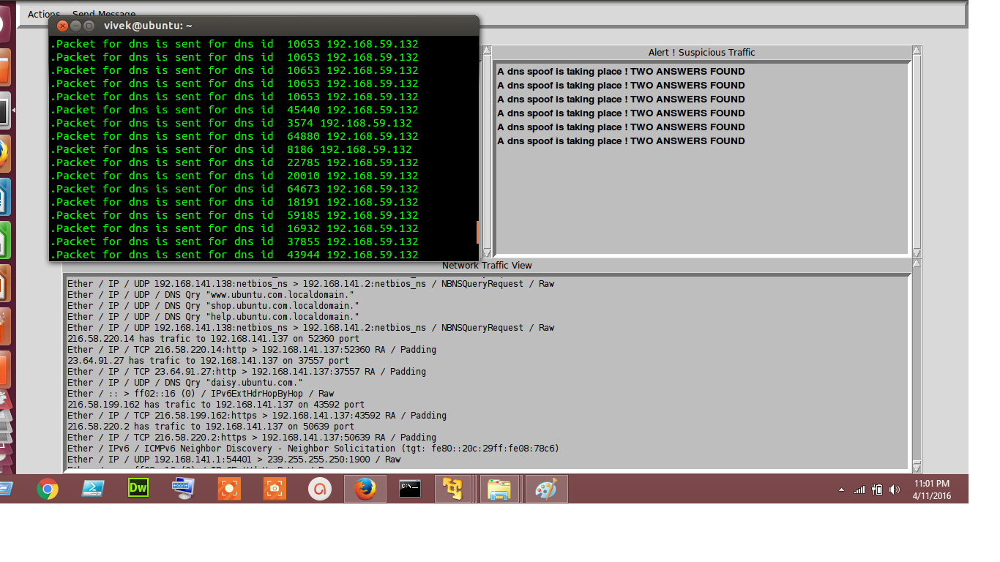 Actions Send Message
vivek@ubuntu: ~
.Packet for dns is sent for dns id  10653 192.168.59.132
.Packet for dns is sent for dns id  10653 192.168.59.132
.Packet for dns is sent for dns id  10653 192.168.59.132
.Packet for dns is sent for dns id  10653 192.168.59.132
.Packet for dns is sent for dns id  10653 192.168.59.132
.Packet for dns is sent for dns id  45440 192.168.59.132
.Packet for dns is sent for dns id  3574 192.168.59.132
.Packet for dns is sent for dns id  64880 192.168.59.132
.Packet for dns is sent for dns id  8186 192.168.59.132
.Packet for dns is sent for dns id  22785 192.168.59.132
.Packet for dns is sent for dns id  20010 192.168.59.132
.Packet for dns is sent for dns id  64673 192.168.59.132
.Packet for dns is sent for dns id  18191 192.168.59.132
.Packet for dns is sent for dns id  59185 192.168.59.132
.Packet for dns is sent for dns id  16932 192.168.59.132
.Packet for dns is sent for dns id  37855 192.168.59.132
.Packet for dns is sent for dns id  43944 192.168.59.132
Alert ! Suspicious Traffic
A dns spoof is taking place ! TWO ANSWERS FOUND
A dns spoof is taking place ! TWO ANSWERS FOUND
A dns spoof is taking place ! TWO ANSWERS FOUND
A dns spoof is taking place ! TWO ANSWERS FOUND
A dns spoof is taking place ! TWO ANSWERS FOUND
A dns spoof is taking place ! TWO ANSWERS FOUND
Network Traffic View
Ether / IP / UDP 192.168.141.138:netbios_ns > 192.168.141.2:netbios_ns / NBNSQueryRequest / Raw
Ether / IP / UDP / DNS Qry "www.ubuntu.com.localdomain."
Ether / IP / UDP / DNS Qry "shop.ubuntu.com.localdomain."
Ether / IP / UDP / DNS Qry "help.ubuntu.com.localdomain."
Ether / IP / UDP 192.168.141.138:netbios_ns > 192.168.141.2:netbios_ns / NBNSQueryRequest / Raw
216.58.220.14 has trafic to 192.168.141.137 on 52360 port
Ether / IP / TCP 216.58.220.14:http > 192.168.141.137:52360 RA / Padding
23.64.91.27 has trafic to 192.168.141.137 on 37557 port
Ether / IP / TCP 23.64.91.27:http > 192.168.141.137:37557 RA / Padding
Ether / IP / UDP / DNS Qry "daisy.ubuntu.com."
Ether / :: > ff02::16 (0) / IPv6ExtHdrHopByHop / Raw
216.58.199.162 has trafic to 192.168.141.137 on 43592 port
Ether / IP / TCP 216.58.199.162:https > 192.168.141.137:43592 RA / Padding
216.58.220.2 has trafic to 192.168.141.137 on 50639 port
Ether / IP / TCP 216.58.220.2:https > 192.168.141.137:50639 RA / Padding
Ether / IPv6 / ICMPv6 Neighbor Discovery - Neighbor Solicitation (tgt: fe80::20c:29ff:fe08:78c6)
Ether / IP / UDP 192.168.141.1:54401 > 239.255.255.250:1900 / Raw
Dw
C:\_
11:01 PM
4/11/2016